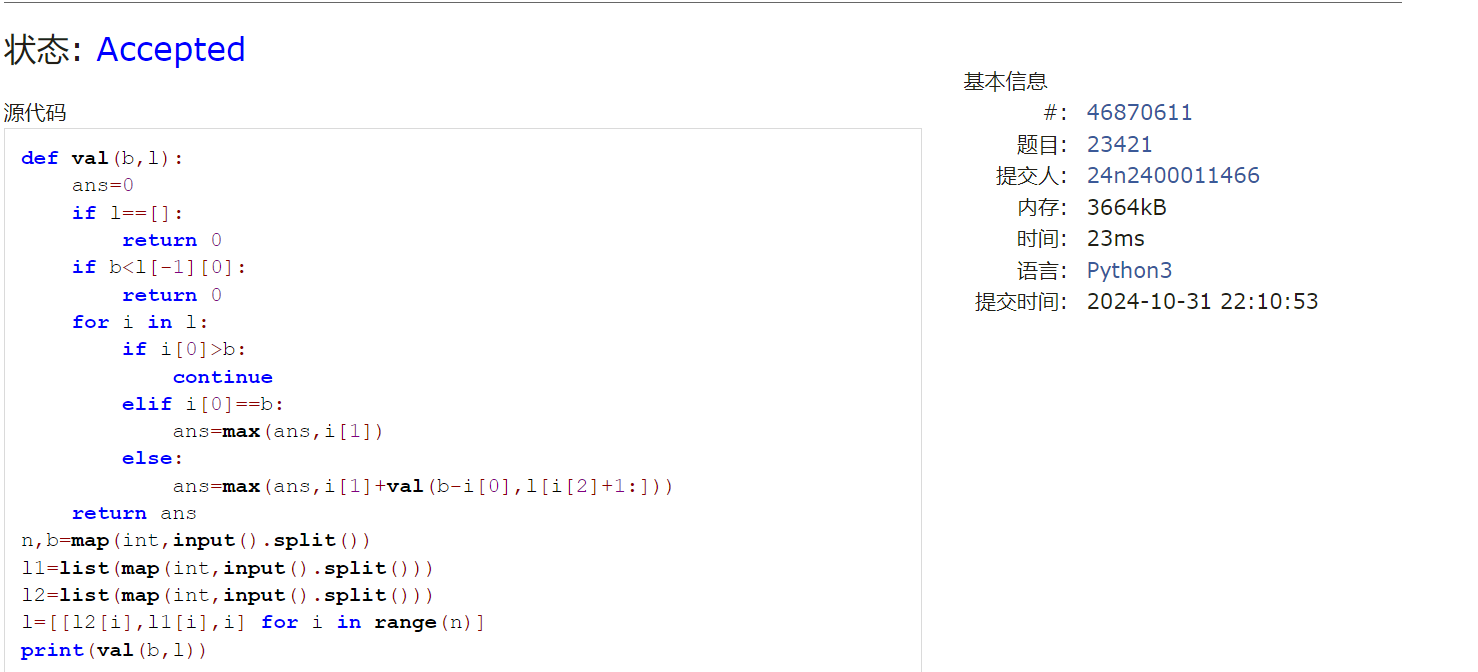 状态: Accepted
源代码
def val(b,l):
    ans=0
    if l==[]:
        return 0
    if b<l[-1][0]:
        return 0
    for i in l:
        if i[0]>b:
            continue
        elif i[0]==b:
            ans=max(ans,i[1])
        else:
            ans=max(ans,i[1]+val(b-i[0],l[i[2]+1:]))
    return ans
n,b=map(int,input().split())
l1=list(map(int,input().split()))
l2=list(map(int,input().split()))
l=[[l2[i],l1[i],i] for i in range(n)]
print(val(b,l))
基本信息
#: 46870611
题目: 23421
提交人: 24n2400011466
内存: 3664kB
时间: 23ms
语言: Python3
提交时间: 2024-10-31 22:10:53